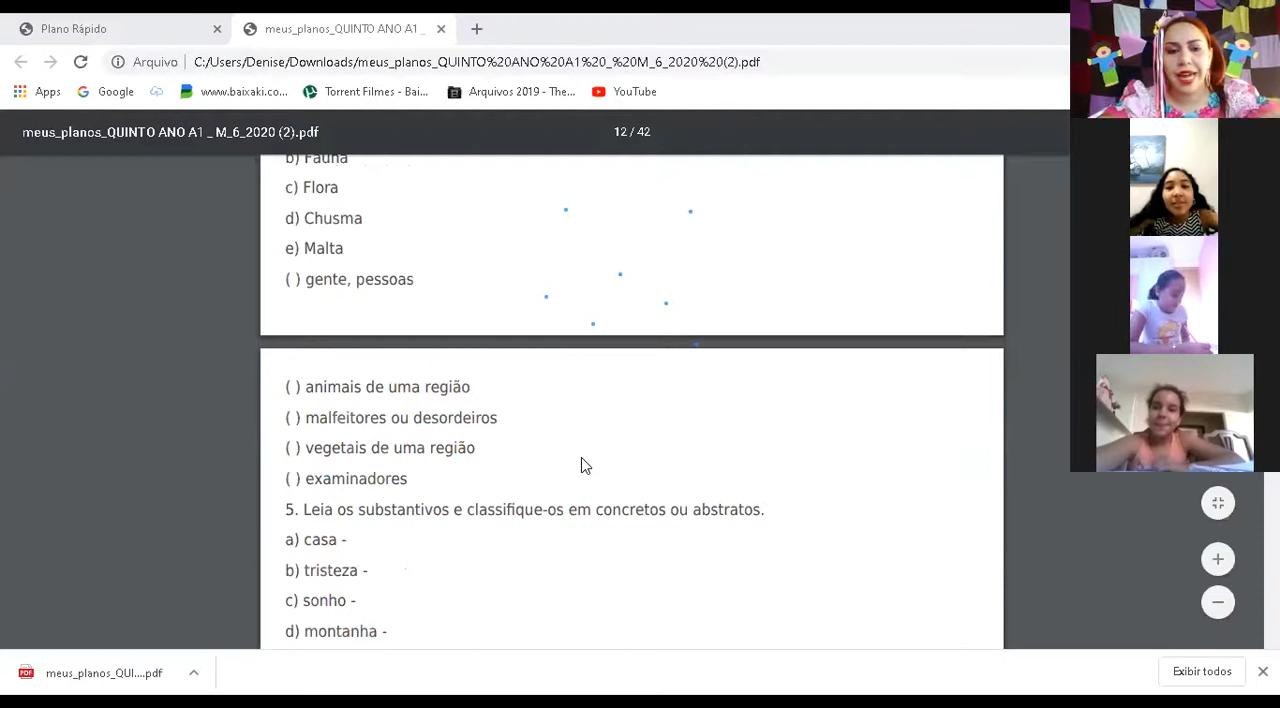 Plano Rápido
meus_planos_QUINTO ANO A1 _
Arquivo C:/Users/Denise/Downloads/meus_planos_QUINTO%20ANO%20A1%20_%20M_6_2020%20(2).pdf
Apps Google www.baixaki.co... Torrent Filmes - Bai... Arquivos 2019 - The... YouTube
meus_planos_QUINTO ANO A1 _ M_6_2020 (2).pdf 12 / 42
b) Fauna
c) Flora
d) Chusma
e) Malta
( ) gente, pessoas
( ) animais de uma região
( ) malfeitores ou desordeiros
( ) vegetais de uma região
( ) examinadores
5. Leia os substantivos e classifique-os em concretos ou abstratos.
a) casa -
b) tristeza -
c) sonho -
d) montanha -
meus_planos_QUI....pdf Exibir todos